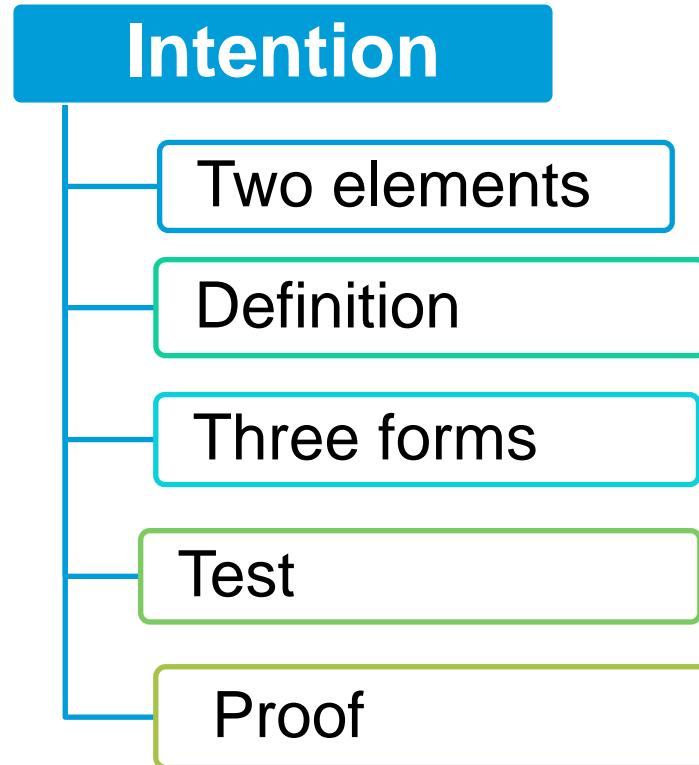 Intention
Two elements
Definition
Three forms
Test
Proof